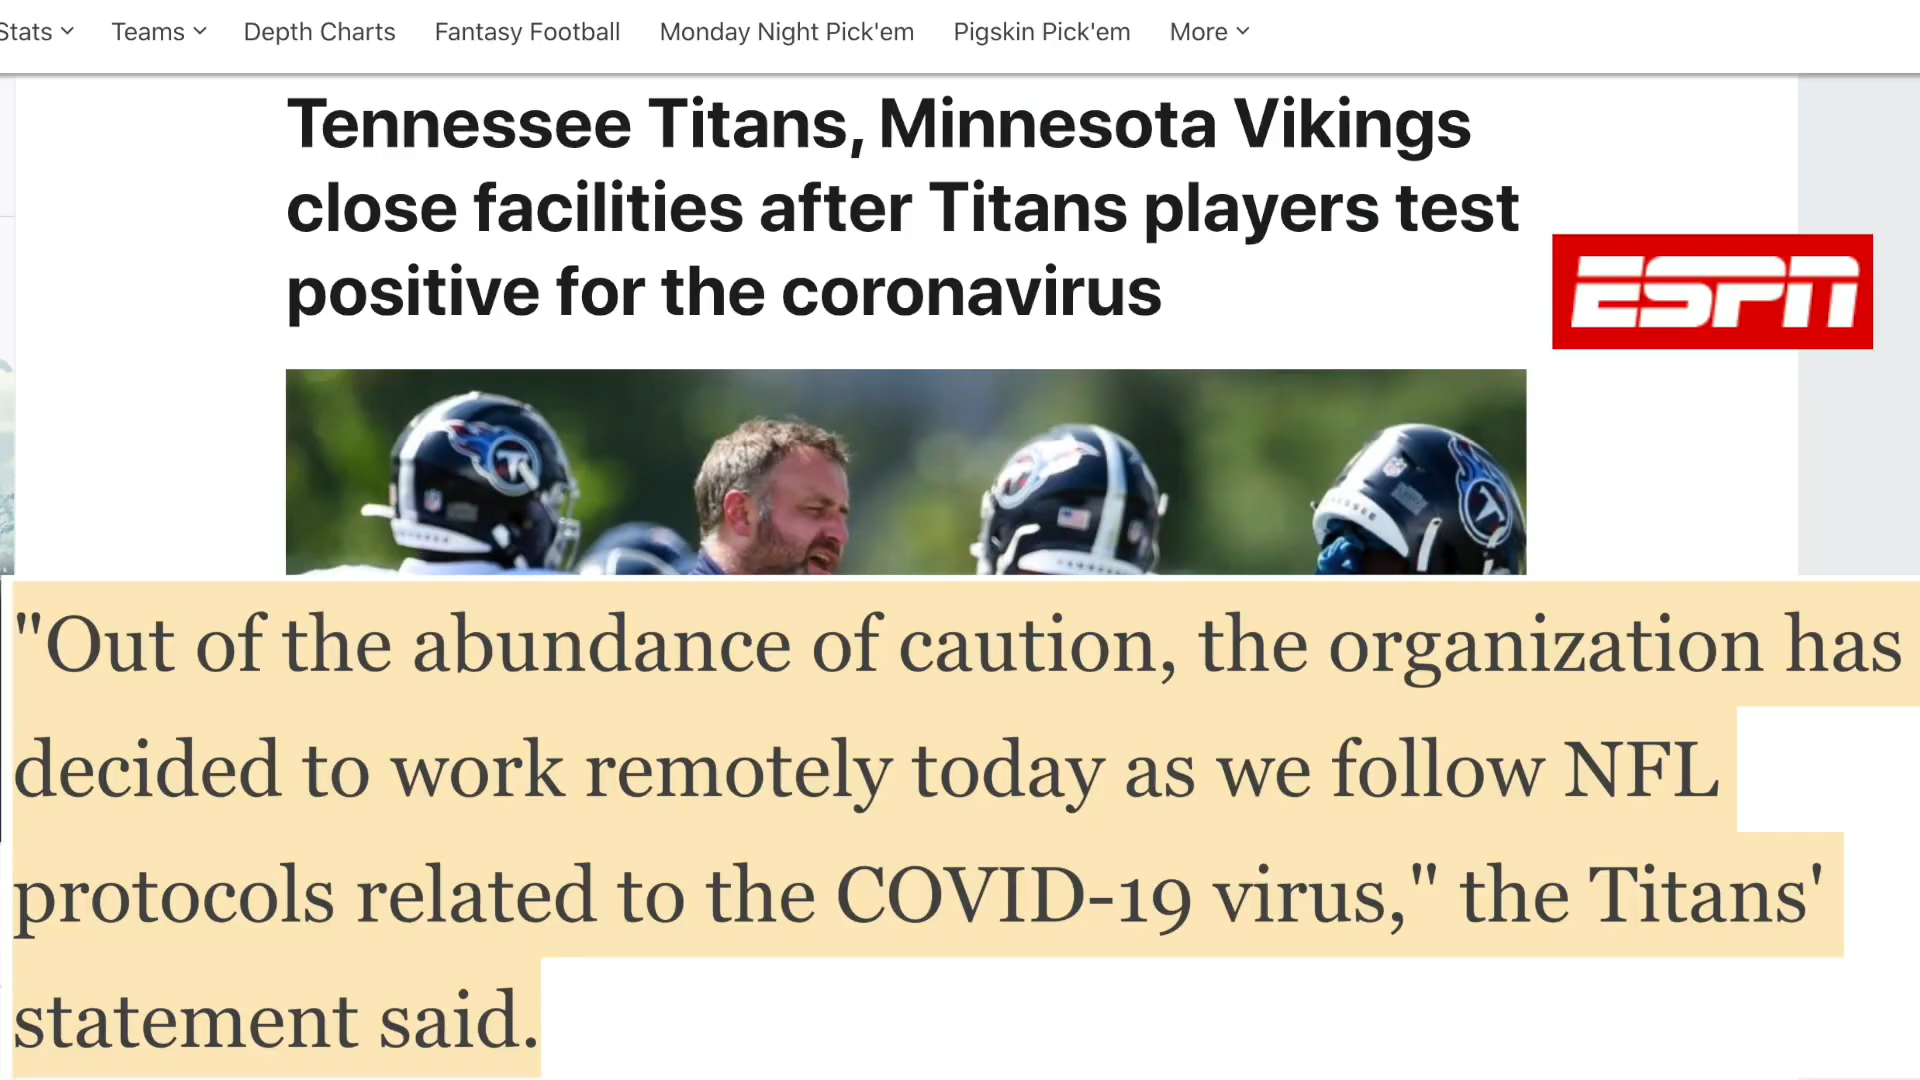 Stats Teams Depth Charts Fantasy Football Monday Night Pick'em Pigskin Pick'em More
Tennessee Titans, Minnesota Vikings
close facilities after Titans players test
positive for the coronavirus
ESPN
"Out of the abundance of caution, the organization has
decided to work remotely today as we follow NFL
protocols related to the COVID-19 virus," the Titans'
statement said.